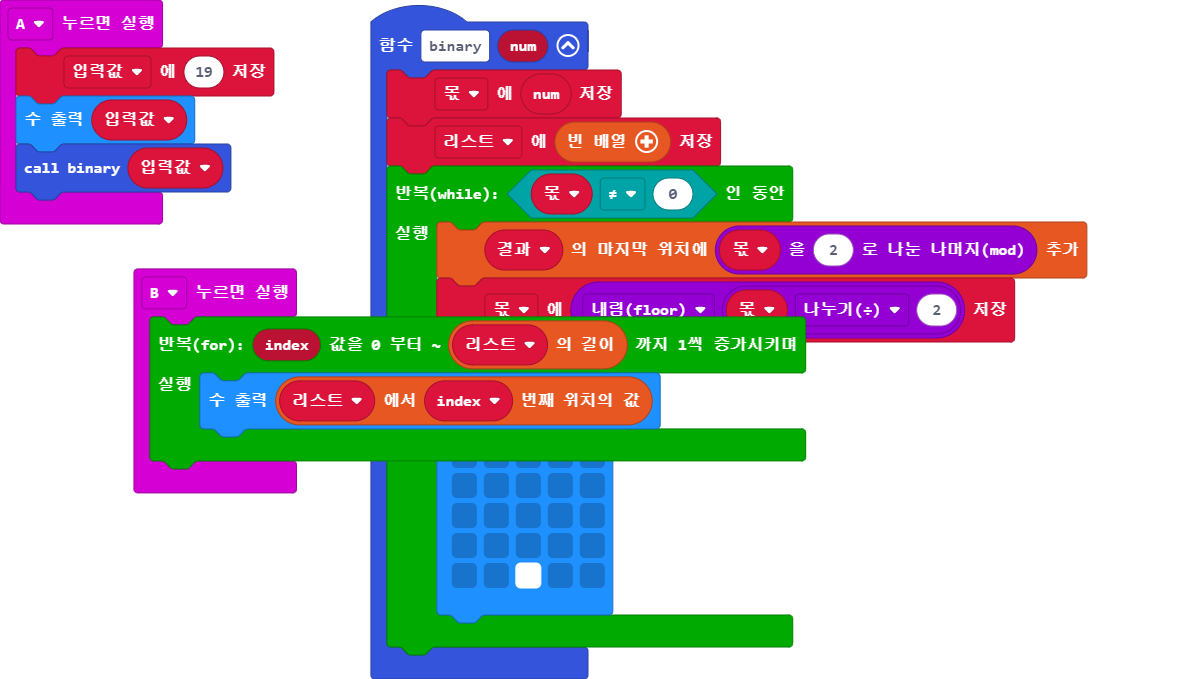 A 누르면 실행
입력값 에 19 저장
수 출력 입력값
call binary 입력값
함수 binary num
몫 에 num 저장
리스트 에 빈 배열 저장
반복(while): 몫 ≠ 0 인 동안
실행
결과 의 마지막 위치에 몫 을 2 로 나눈 나머지(mod) 추가
몫 에 내림(floor) 몫 나누기(÷) 2 저장
B 누르면 실행
반복(for): index 값을 0 부터 ~ 리스트 의 길이 까지 1씩 증가시키며
실행
수 출력 리스트 에서 index 번째 위치의 값